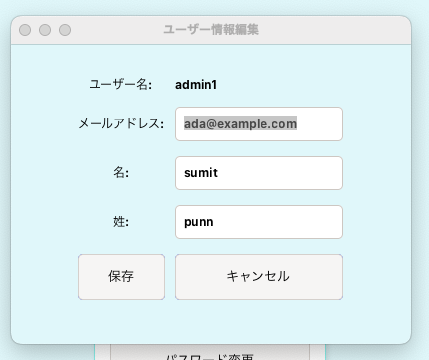 ユーザー情報編集
ユーザー名: admin1
メールアドレス: ada@example.com
名: sumit
姓: punn
保存 キャンセル
パスワード変更